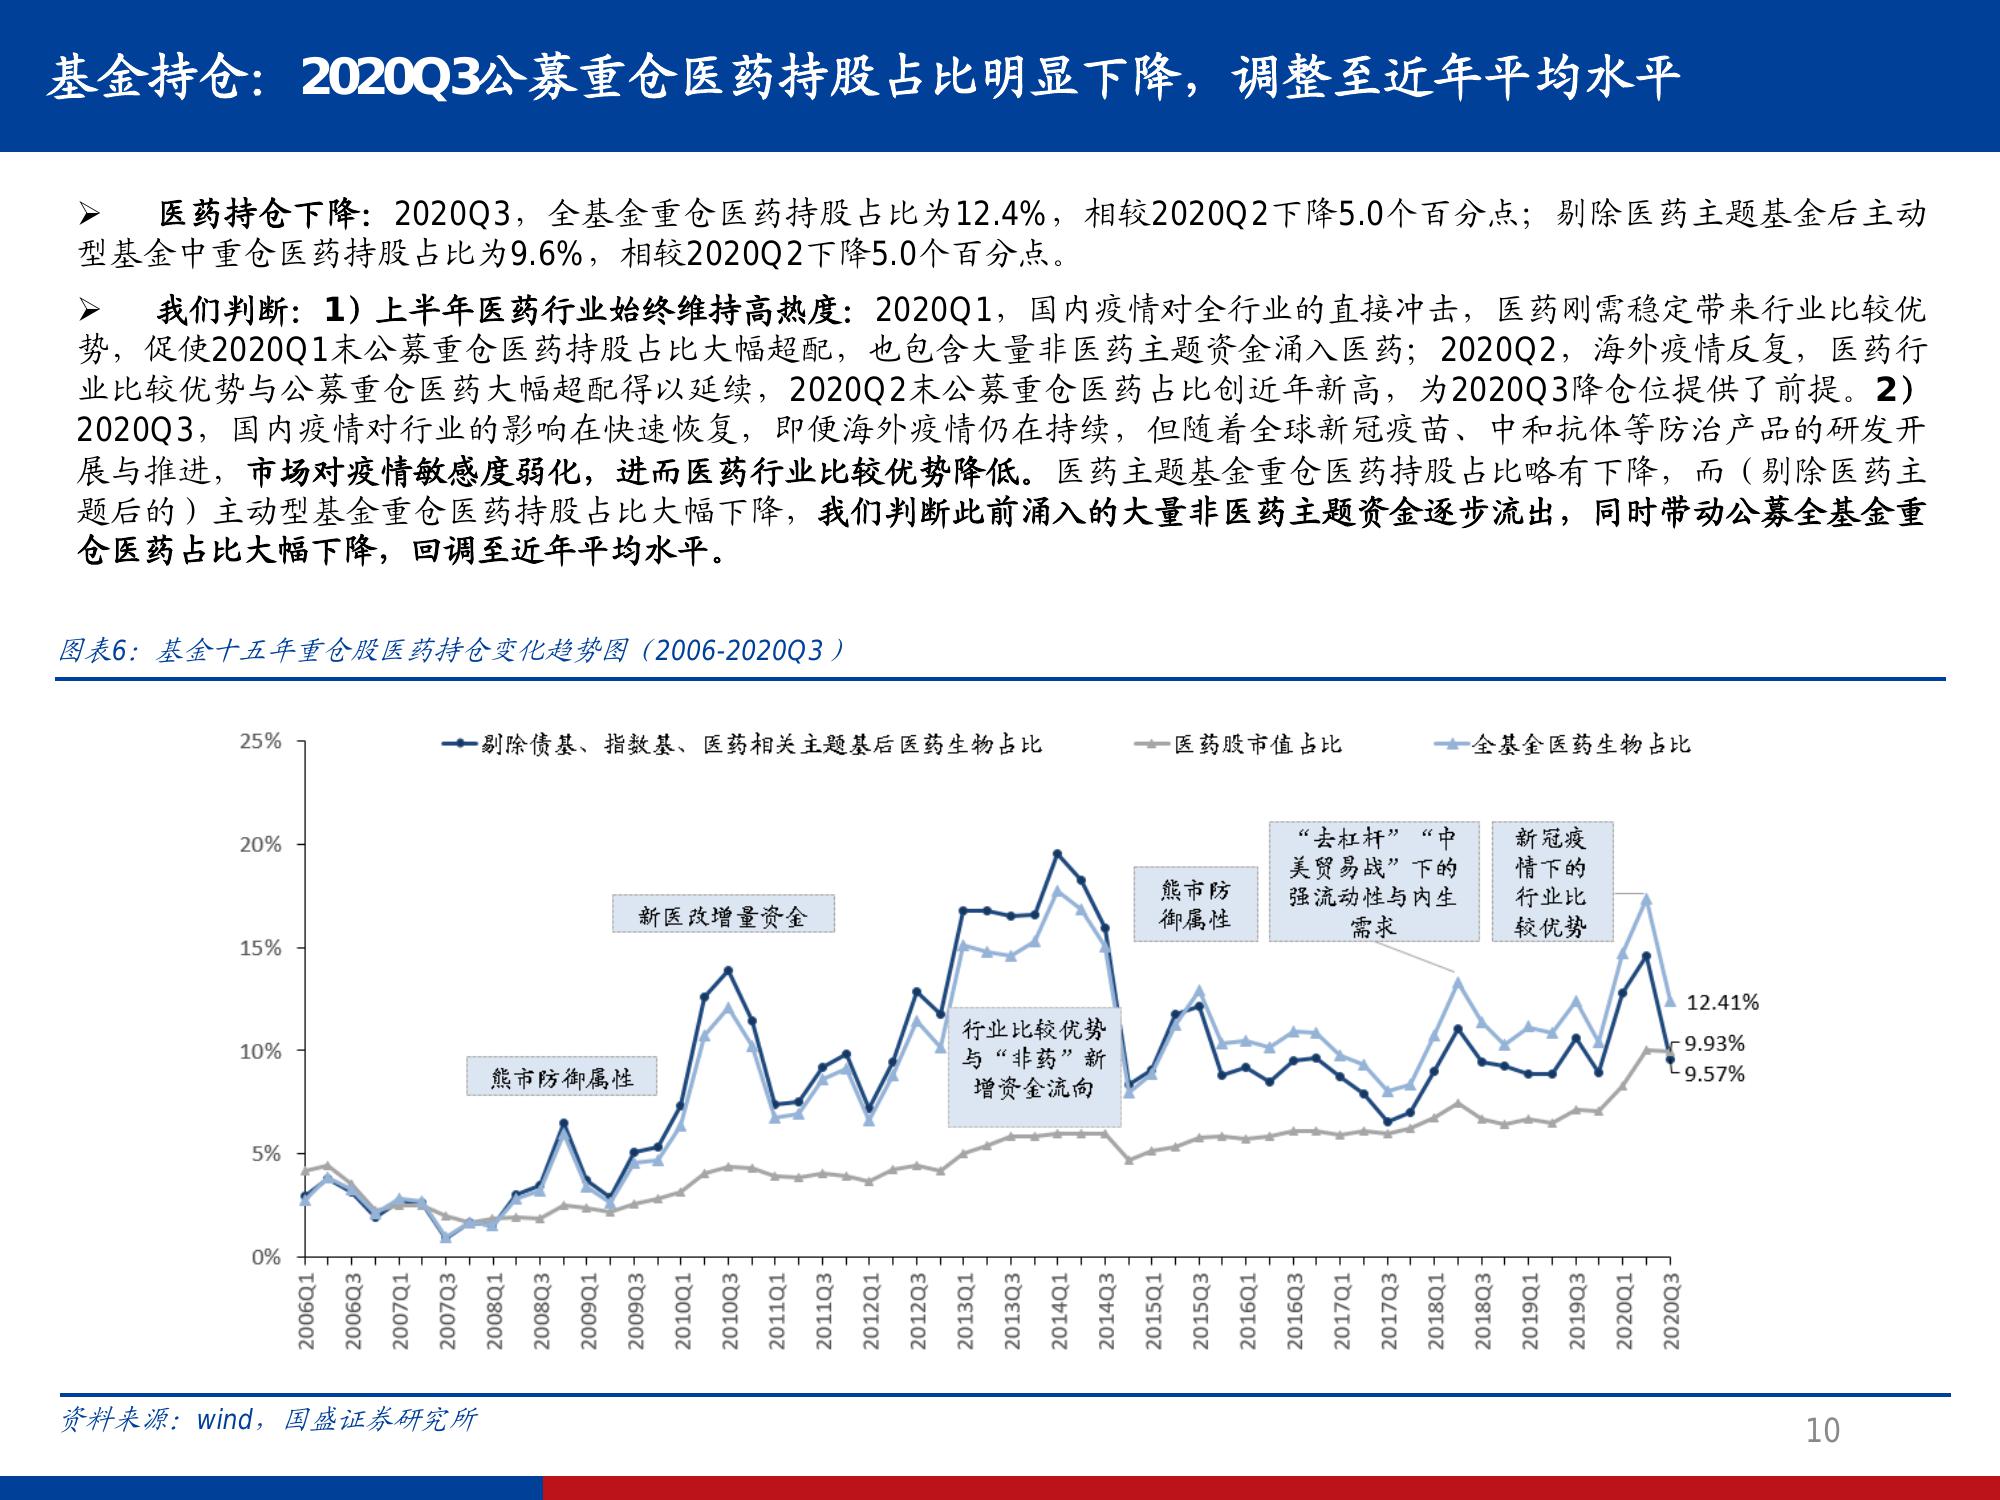 基金持仓：2020Q3公募重仓医药持股占比明显下降，调整至近年平均水平
➢ 医药持仓下降：2020Q3，全基金重仓医药持股占比为12.4%，相较2020Q2下降5.0个百分点；剔除医药主题基金后主动
型基金中重仓医药持股占比为9.6%，相较2020Q2下降5.0个百分点。
➢ 我们判断：1）上半年医药行业始终维持高热度：2020Q1，国内疫情对全行业的直接冲击，医药刚需稳定带来行业比较优
势，促使2020Q1末公募重仓医药持股占比大幅超配，也包含大量非医药主题资金涌入医药；2020Q2，海外疫情反复，医药行
业比较优势与公募重仓医药大幅超配得以延续，2020Q2末公募重仓医药占比创近年新高，为2020Q3降仓位提供了前提。2）
2020Q3，国内疫情对行业的影响在快速恢复，即便海外疫情仍在持续，但随着全球新冠疫苗、中和抗体等防治产品的研发开
展与推进，市场对疫情敏感度弱化，进而医药行业比较优势降低。医药主题基金重仓医药持股占比略有下降，而（剔除医药主
题后的）主动型基金重仓医药持股占比大幅下降，我们判断此前涌入的大量非医药主题资金逐步流出，同时带动公募全基金重
仓医药占比大幅下降，回调至近年平均水平。
图表6：基金十五年重仓股医药持仓变化趋势图（2006-2020Q3）
剔除债基、指数基、医药相关主题基后医药生物占比
医药股市值占比
全基金医药生物占比
25%
20%
15%
10%
5%
0%
熊市防御属性
新医改增量资金
行业比较优势
与“非药”新
增资金流向
熊市防
御属性
“去杠杆”“中
美贸易战”下的
强流动性与内生
需求
新冠疫
情下的
行业比
较优势
12.41%
9.93%
9.57%
2006Q1
2006Q3
2007Q1
2007Q3
2008Q1
2008Q3
2009Q1
2009Q3
2010Q1
2010Q3
2011Q1
2011Q3
2012Q1
2012Q3
2013Q1
2013Q3
2014Q1
2014Q3
2015Q1
2015Q3
2016Q1
2016Q3
2017Q1
2017Q3
2018Q1
2018Q3
2019Q1
2019Q3
2020Q1
2020Q3
资料来源：wind，国盛证券研究所
10